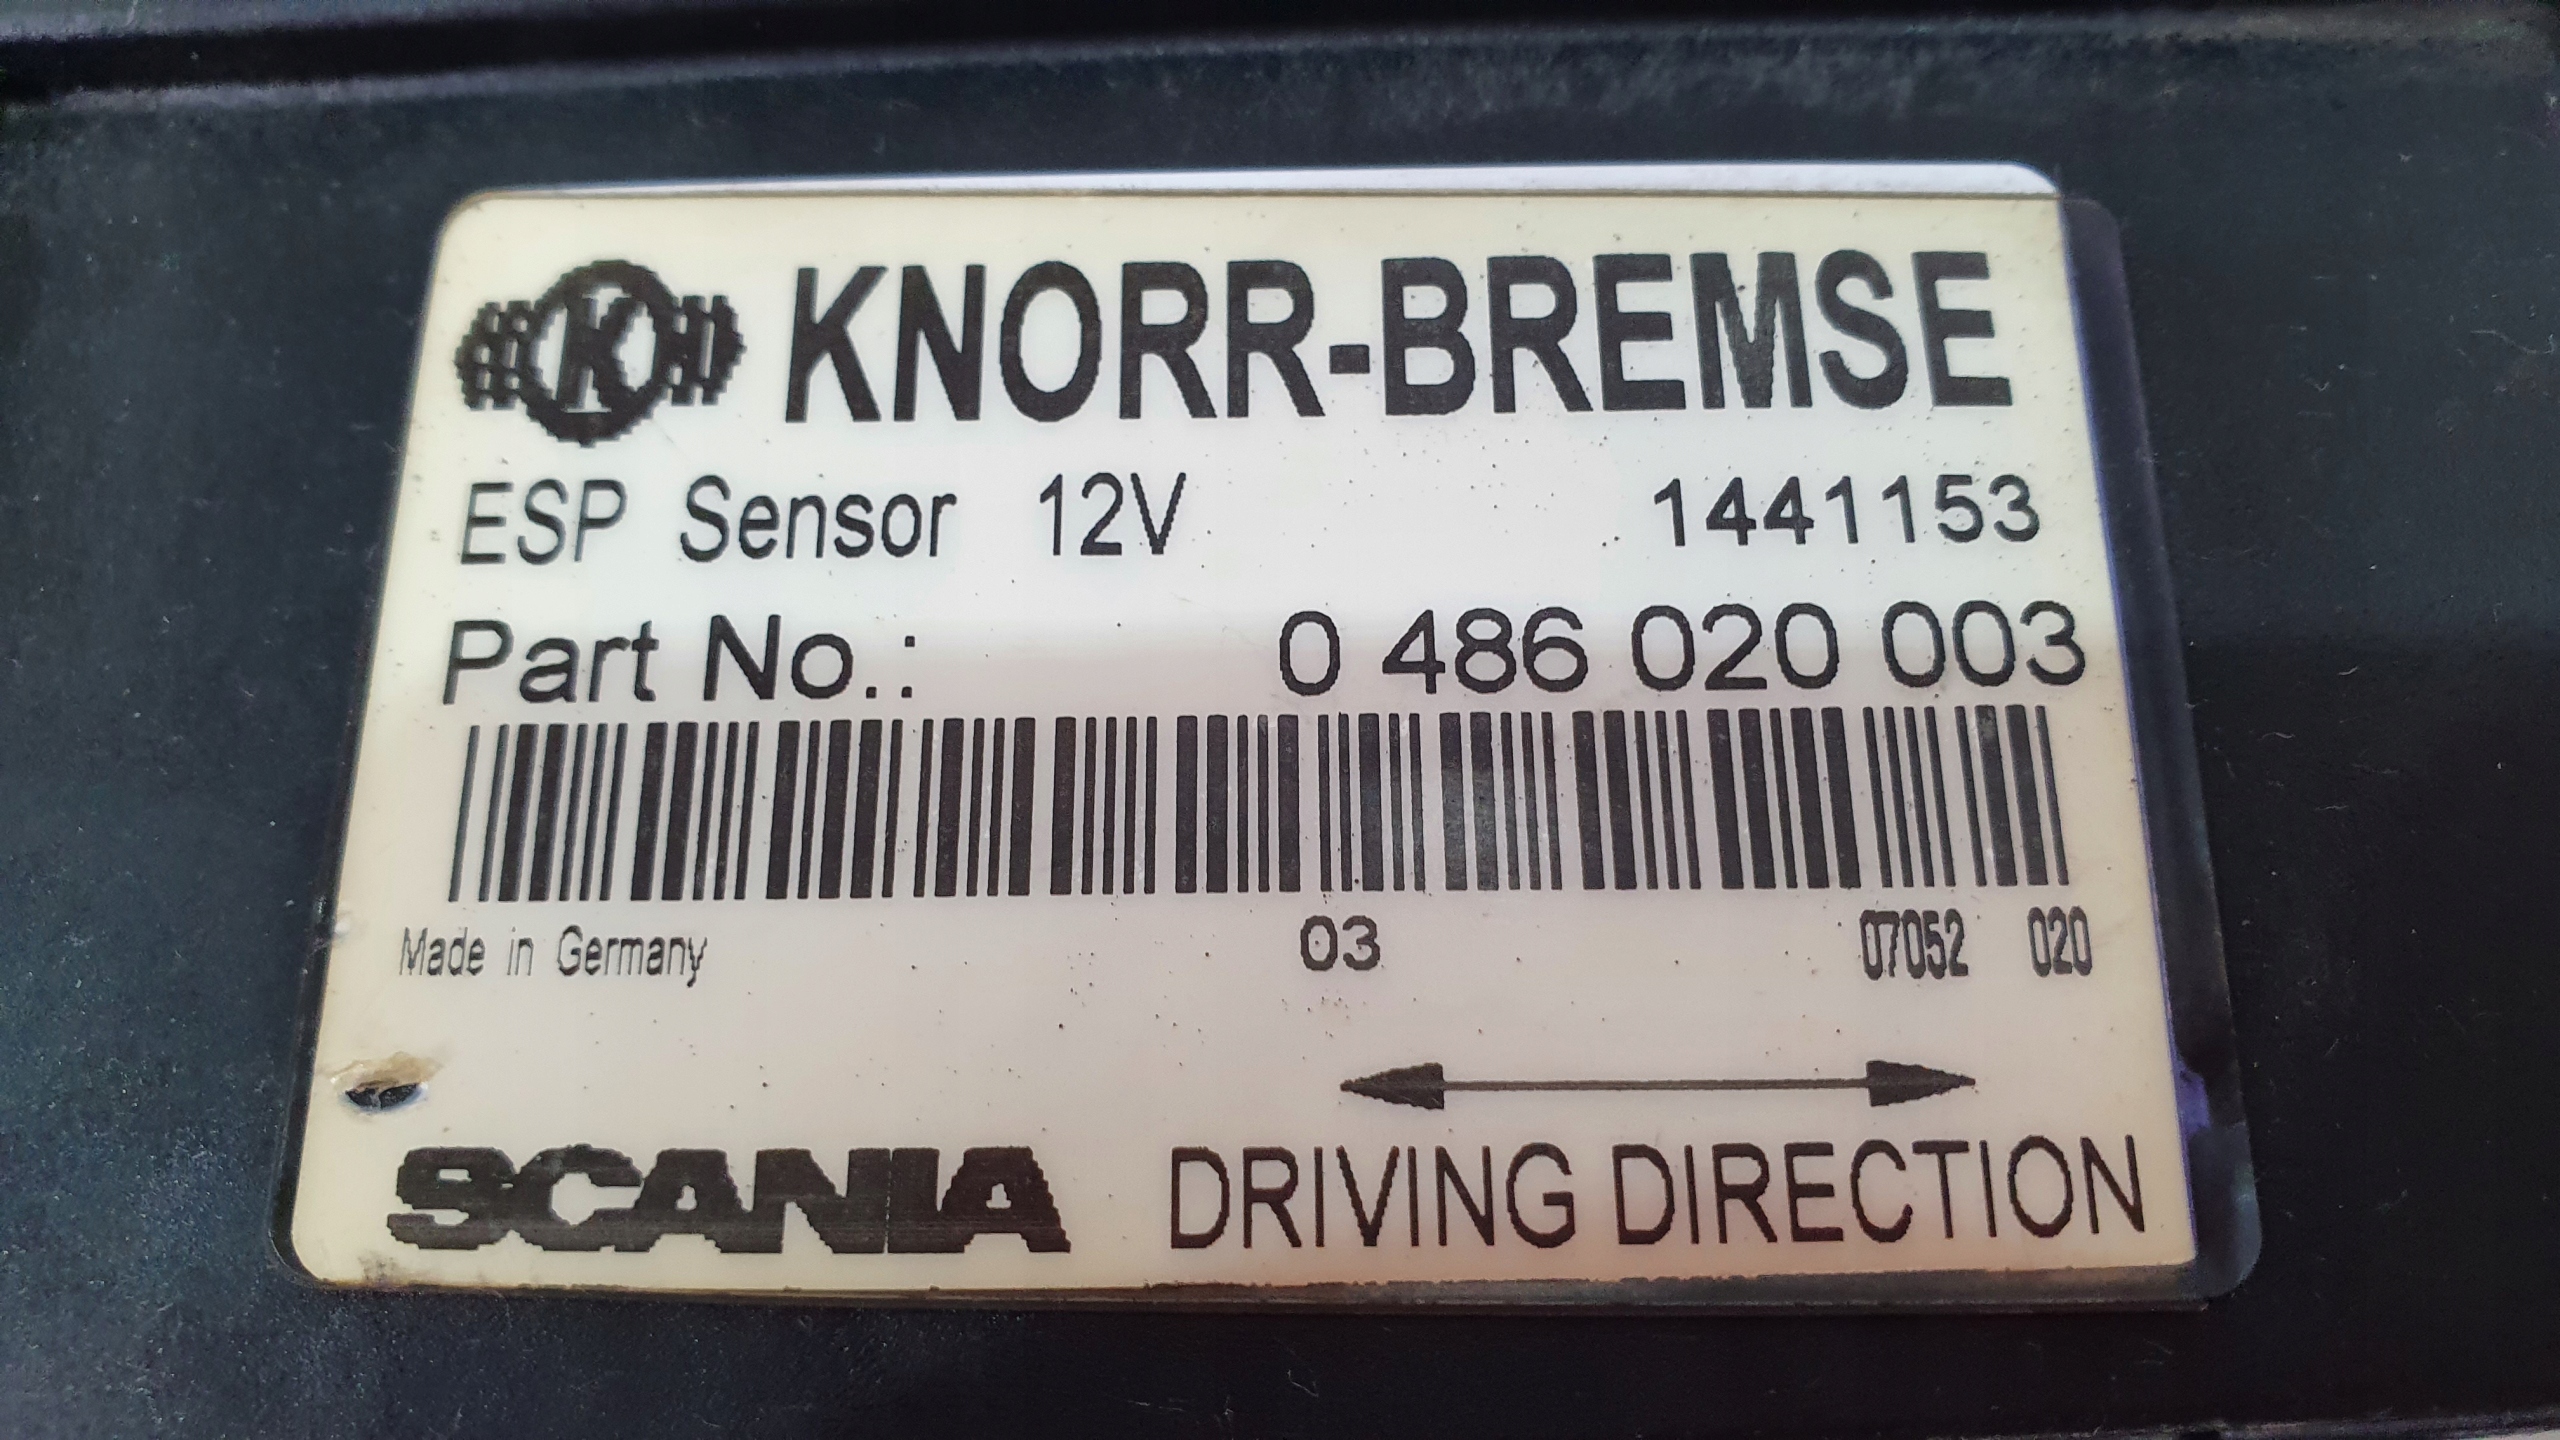 K KNORR-BREMSE
ESP Sensor 12V 1441153
Part No.: 0 486 020 003
Made in Germany 03 07052 020
SCANIA DRIVING DIRECTION